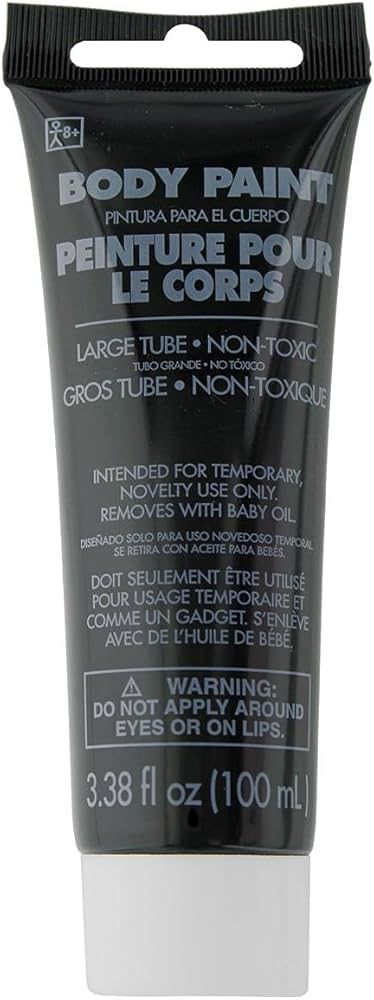 8+
BODY PAINT
PINTURA PARA EL CUERPO
PEINTURE POUR
LE CORPS
LARGE TUBE • NON-TOXIC
TUBO GRANDE • NO TÓXICO
GROS TUBE • NON-TOXIQUE
INTENDED FOR TEMPORARY,
NOVELTY USE ONLY.
REMOVES WITH BABY OIL.
DISEÑADO SOLO PARA USO NOVEDOSO TEMPORAL.
SE RETIRA CON ACEITE PARA BEBÉS.
DOIT SEULEMENT ÊTRE UTILISÉ
POUR USAGE TEMPORAIRE ET
COMME UN GADGET. S'ENLÈVE
AVEC DE L'HUILE DE BÉBÉ.
⚠ WARNING:
DO NOT APPLY AROUND
EYES OR ON LIPS.
3.38 fl oz (100 mL)